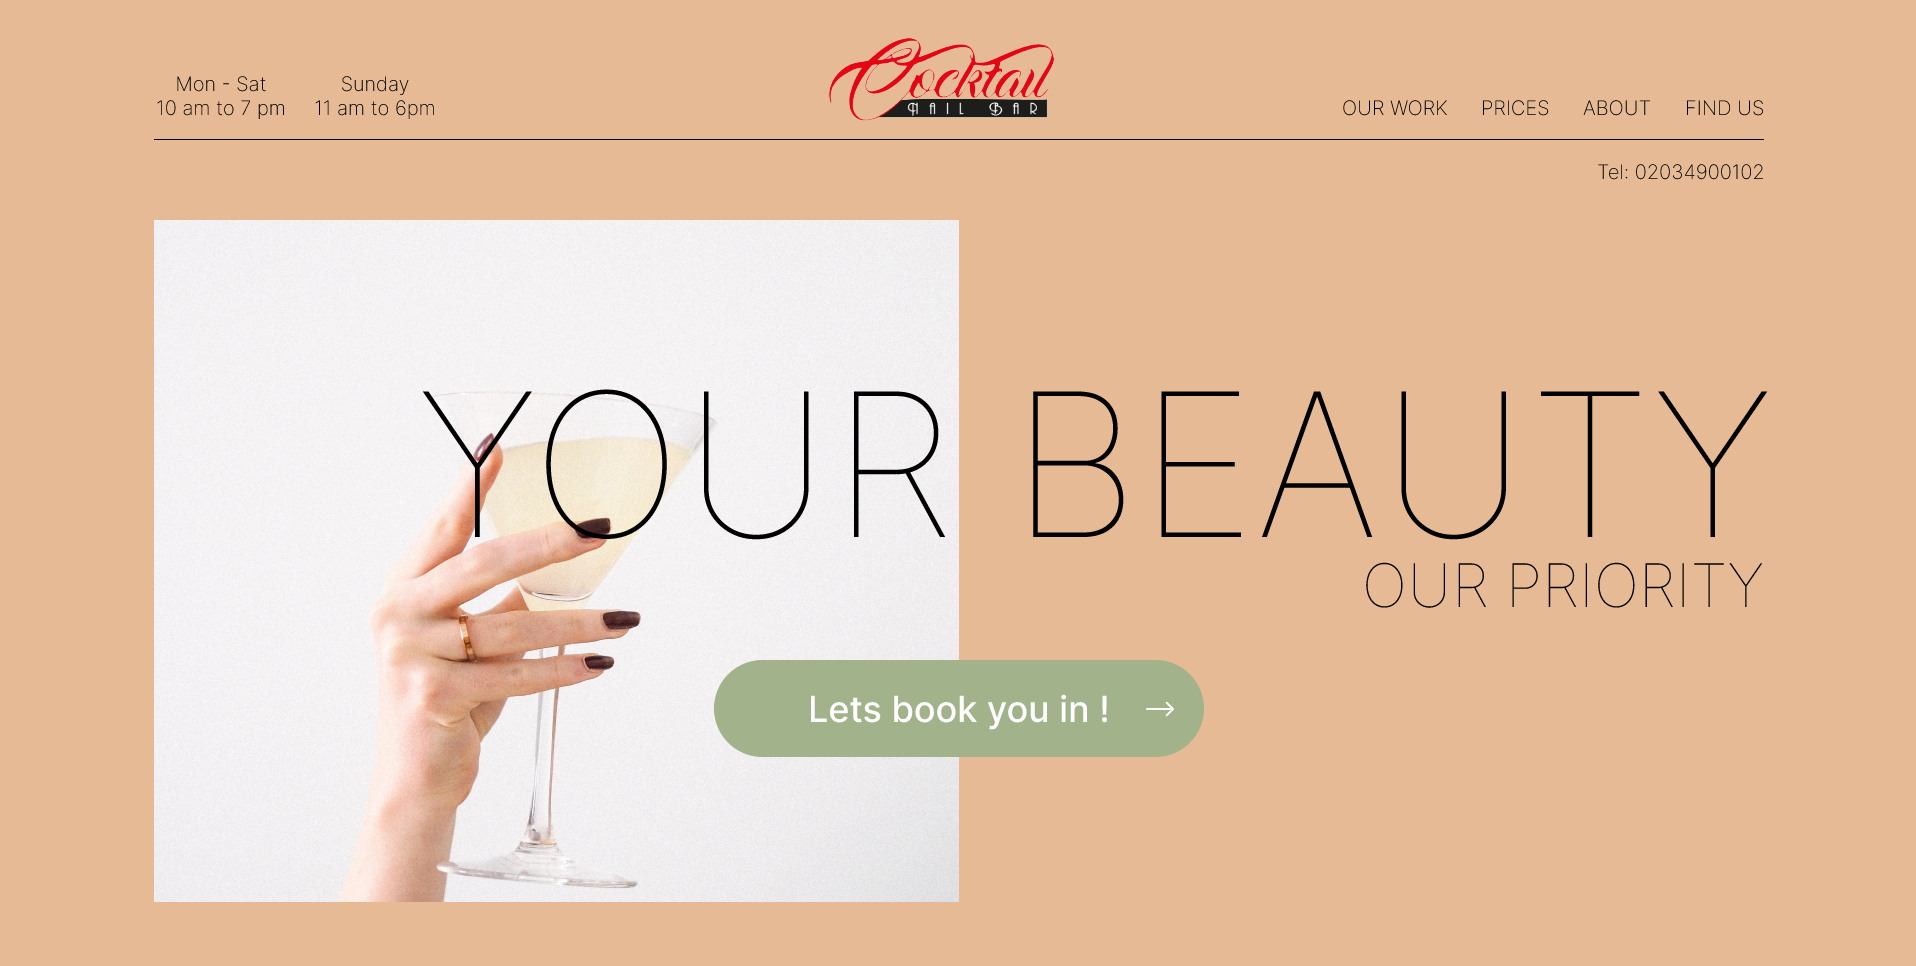 Mon - Sat
10 am to 7 pm
Sunday
11 am to 6pm
Cocktail
NAIL BAR
OUR WORK
PRICES
ABOUT
FIND US
Tel: 02034900102
YOUR BEAUTY
OUR PRIORITY
Lets book you in ! →